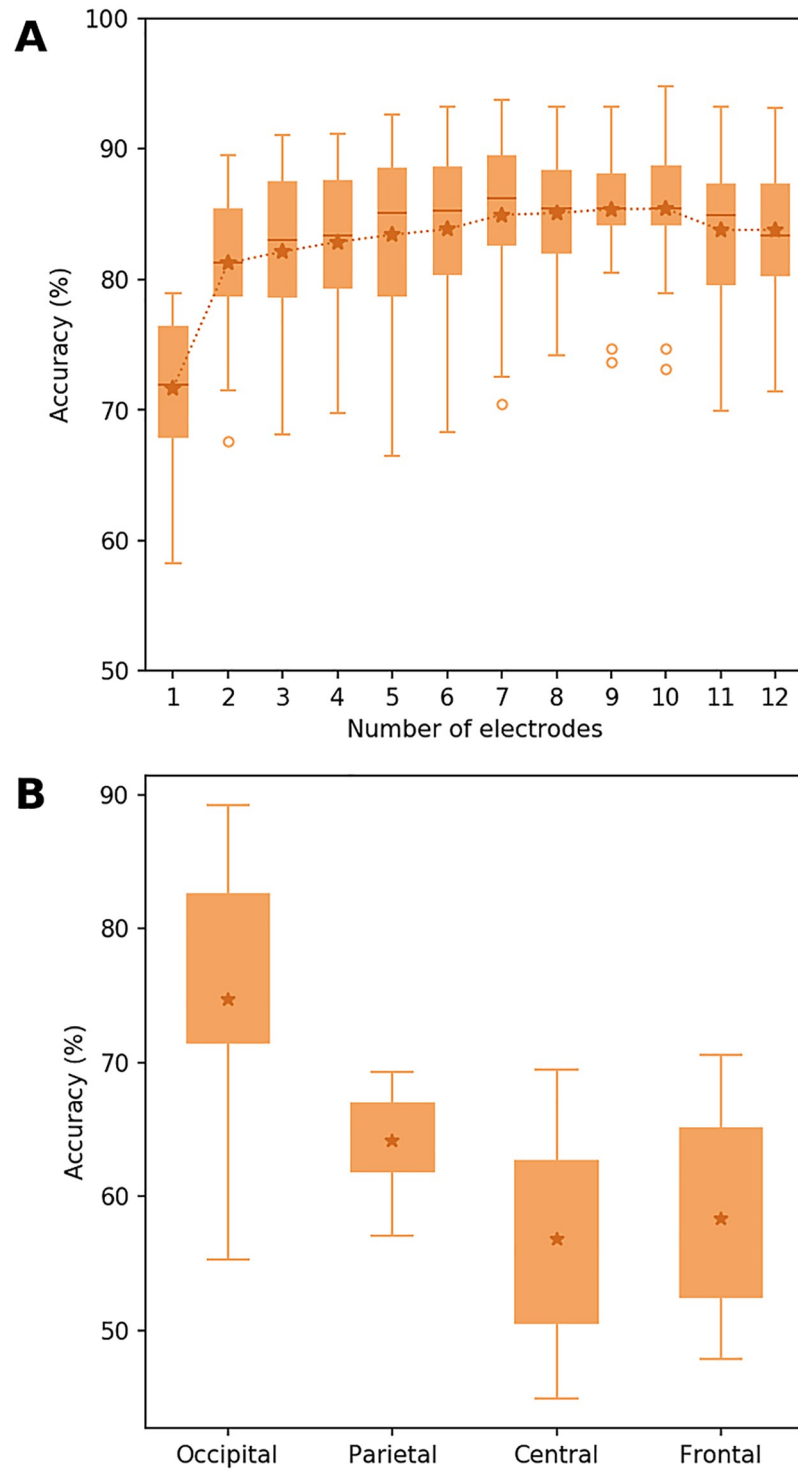 A
100
90
80
70
60
50
Accuracy (%)
1 2 3 4 5 6 7 8 9 10 11 12
Number of electrodes
B
90
80
70
60
50
Accuracy (%)
Occipital Parietal Central Frontal